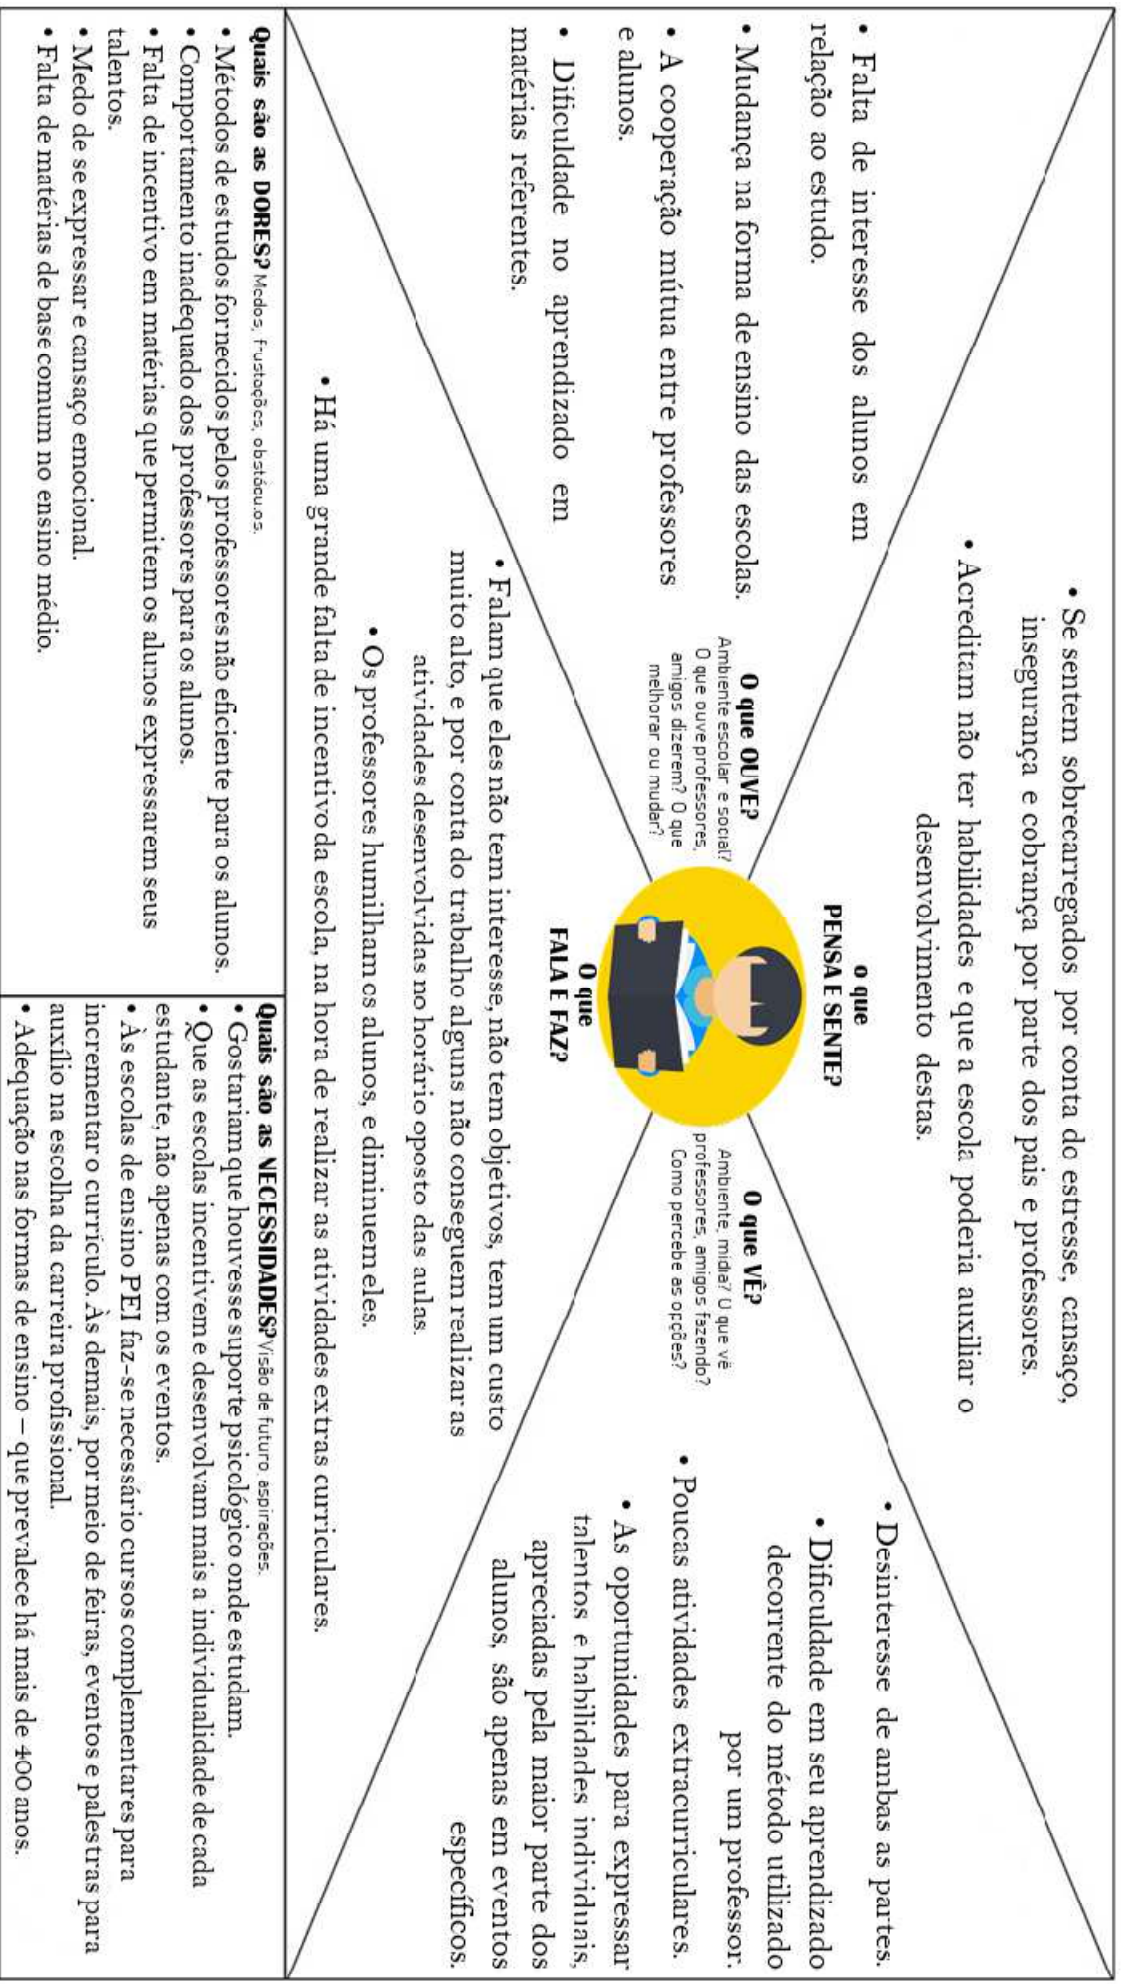 • Se sentem sobrecarregados por conta do estresse, cansaço,
insegurança e cobrança por parte dos pais e professores.
• Acreditam não ter habilidades e que a escola poderia auxiliar o
desenvolvimento destas.
o que
PENSA E SENTE?
• Falta de interesse dos alunos em
relação ao estudo.
• Mudança na forma de ensino das escolas.
• A cooperação mútua entre professores
e alunos.
• Dificuldade no aprendizado em
matérias referentes.
O que OUVE?
Ambiente escolar e social?
O que ouve professores,
amigos dizerem? O que
melhorar ou mudar?
O que VÊ?
Ambiente, mídia? O que vê
professores, amigos fazendo?
Como percebe as opções?
• Desinteresse de ambas as partes.
• Dificuldade em seu aprendizado
decorrente do método utilizado
por um professor.
• Poucas atividades extracurriculares.
• As oportunidades para expressar
talentos e habilidades individuais,
apreciadas pela maior parte dos
alunos, são apenas em eventos
específicos.
O que
FALA E FAZ?
• Falam que eles não tem interesse, não tem objetivos, tem um custo
muito alto, e por conta do trabalho alguns não conseguem realizar as
atividades desenvolvidas no horário oposto das aulas.
• Os professores humilham os alunos, e diminuem eles.
• Há uma grande falta de incentivo da escola, na hora de realizar as atividades extras curriculares.
Quais são as DORES? Medos, frustações, obstáculos.
• Métodos de estudos fornecidos pelos professores não eficiente para os alunos.
• Comportamento inadequado dos professores para os alunos.
• Falta de incentivo em matérias que permitem os alunos expressarem seus
talentos.
• Medo de se expressar e cansaço emocional.
• Falta de matérias de base comum no ensino médio.
Quais são as NECESSIDADES? Visão de futuro, aspirações.
• Gostariam que houvesse suporte psicológico onde estudam.
• Que as escolas incentivem e desenvolvam mais a individualidade de cada
estudante, não apenas com os eventos.
• Às escolas de ensino PEI faz-se necessário cursos complementares para
incrementar o currículo. Às demais, por meio de feiras, eventos e palestras para
auxílio na escolha da carreira profissional.
• Adequação nas formas de ensino – que prevalece há mais de 400 anos.